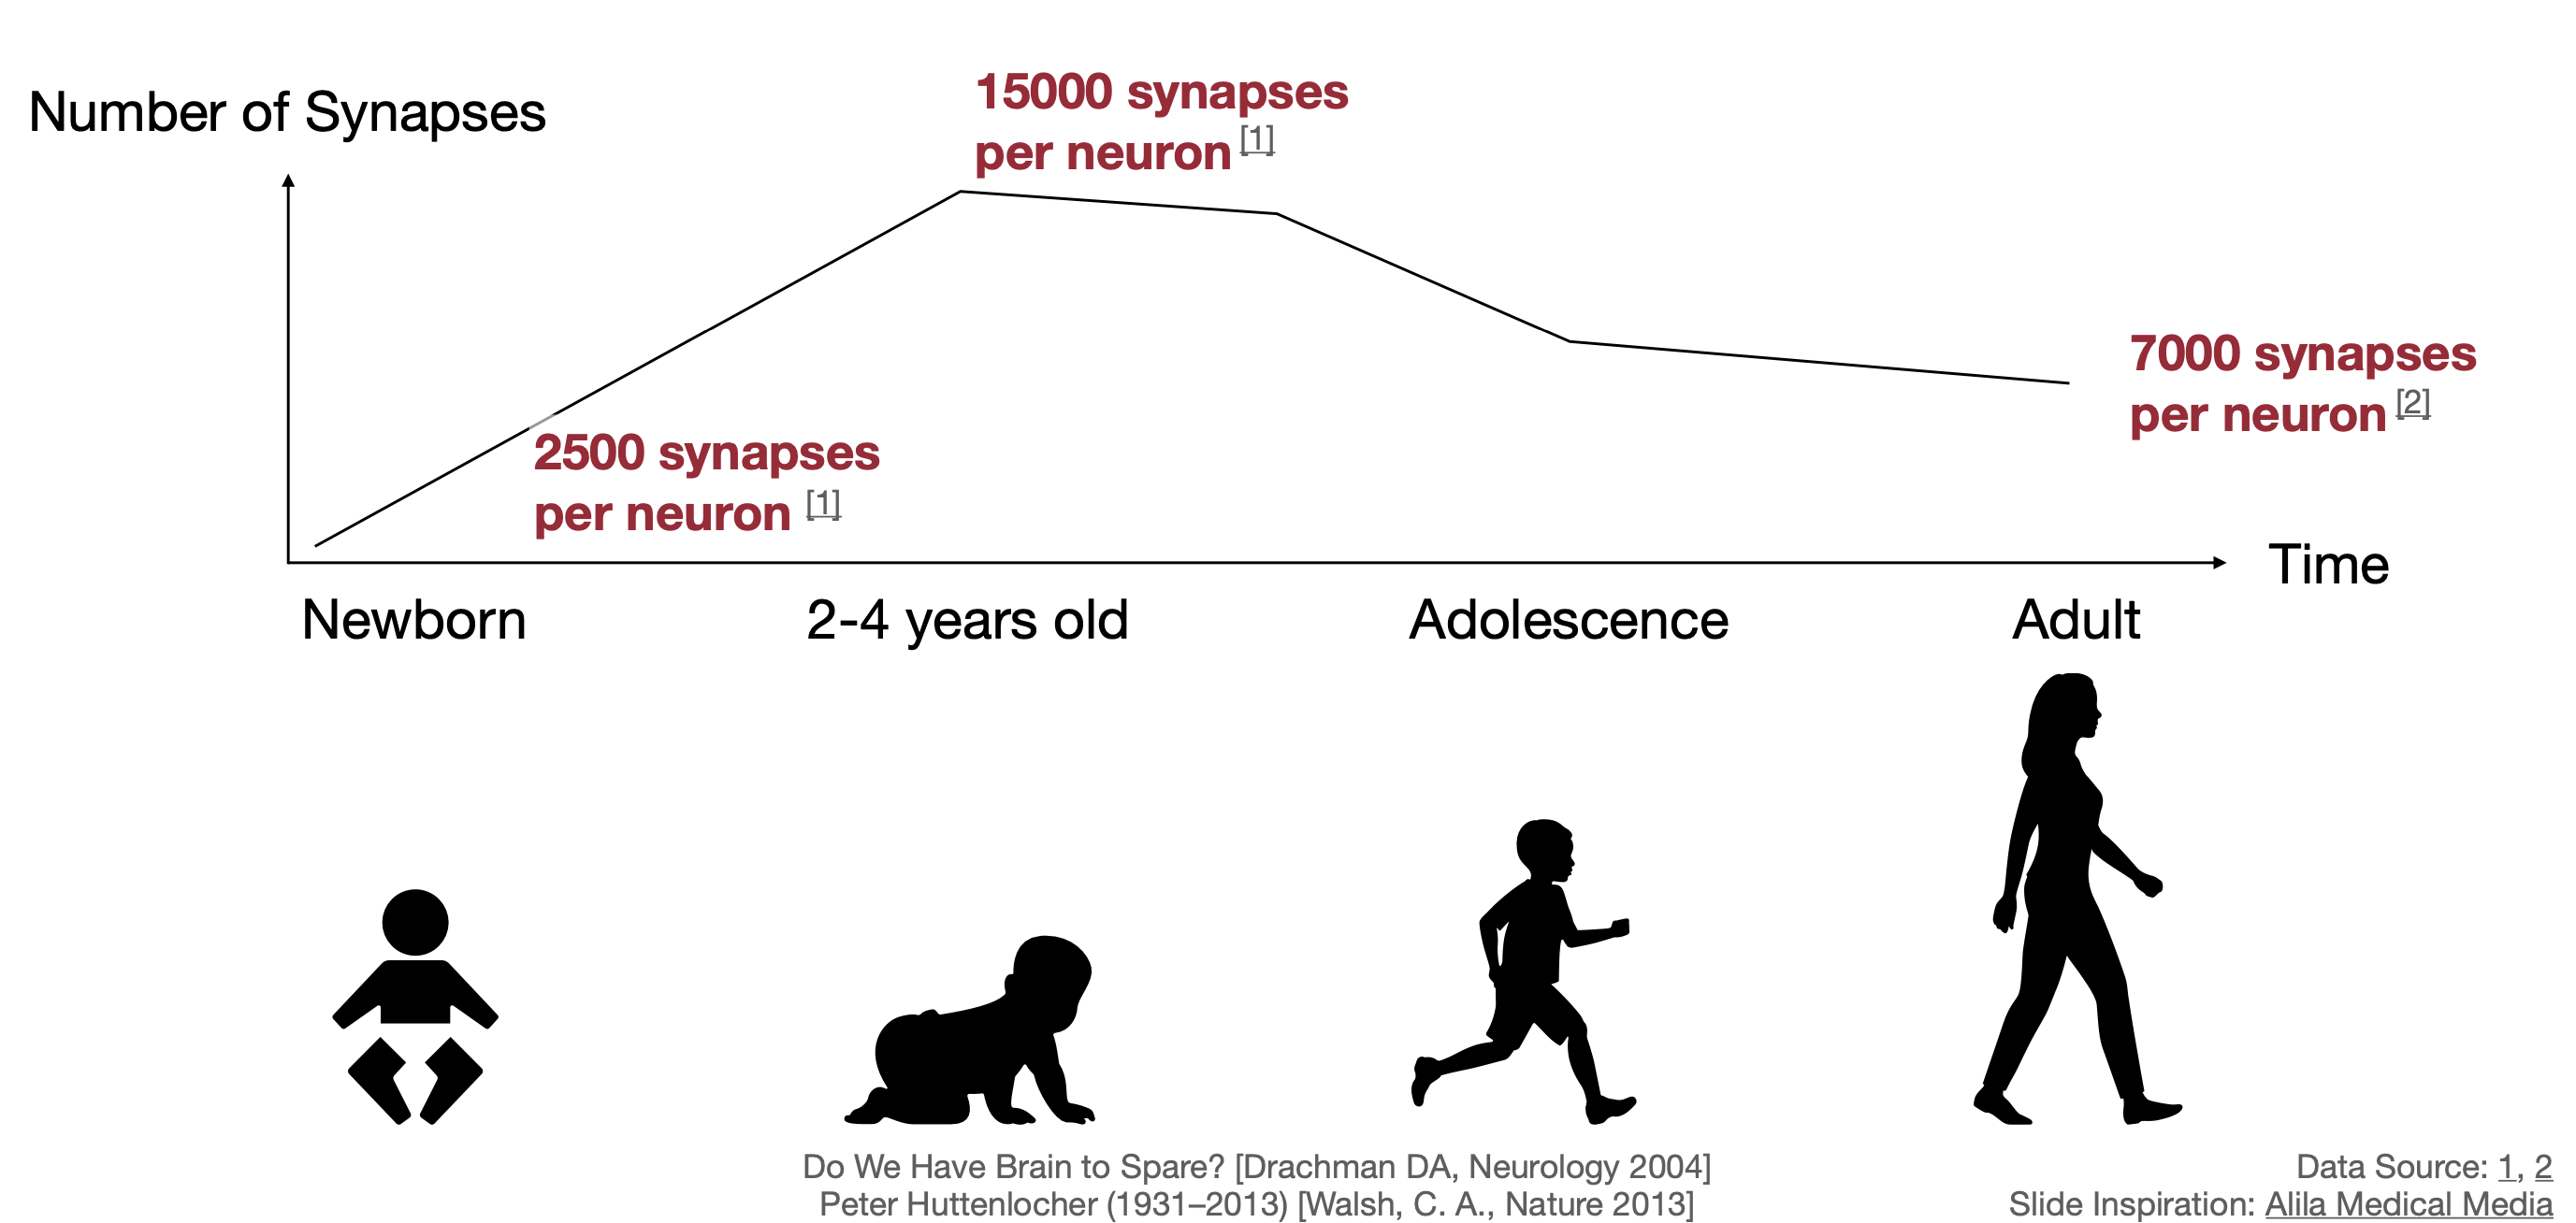 Number of Synapses
15000 synapses
per neuron [1]
2500 synapses
per neuron [1]
7000 synapses
per neuron [2]
Time
Newborn
2-4 years old
Adolescence
Adult
Do We Have Brain to Spare? [Drachman DA, Neurology 2004]
Peter Huttenlocher (1931–2013) [Walsh, C. A., Nature 2013]
Data Source: 1, 2
Slide Inspiration: Alila Medical Media